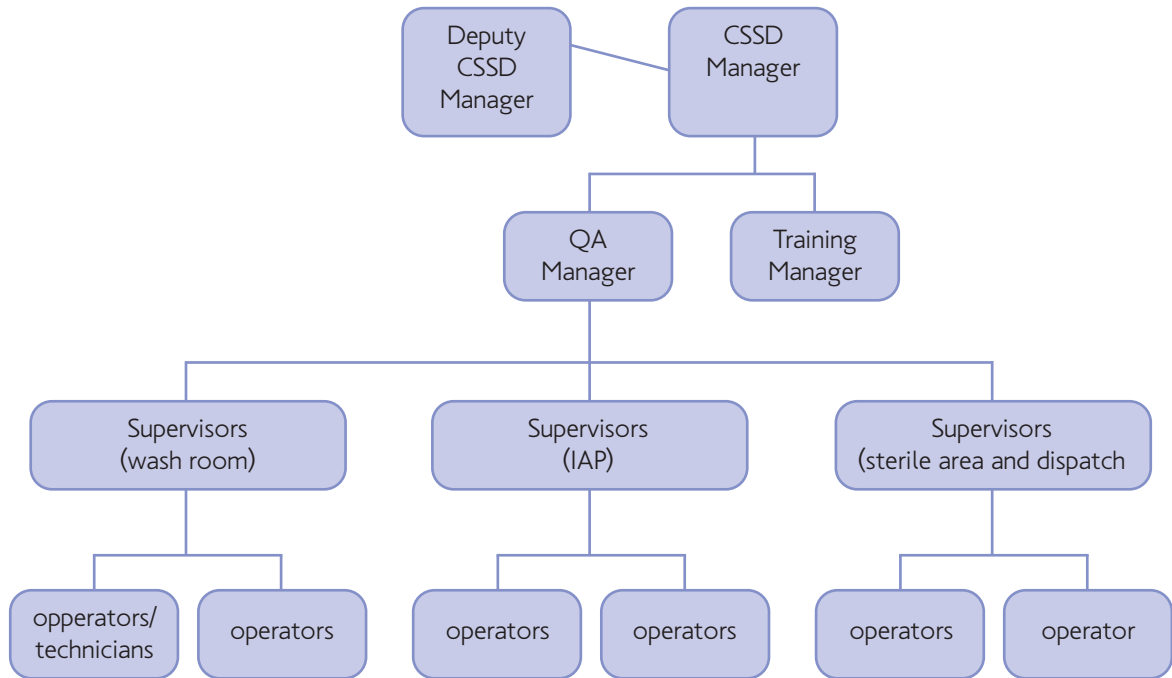 Deputy
CSSD
Manager
CSSD
Manager
QA
Manager
Training
Manager
Supervisors
(wash room)
Supervisors
(IAP)
Supervisors
(sterile area and dispatch
opperators/
technicians
operators
operators
operators
operators
operator